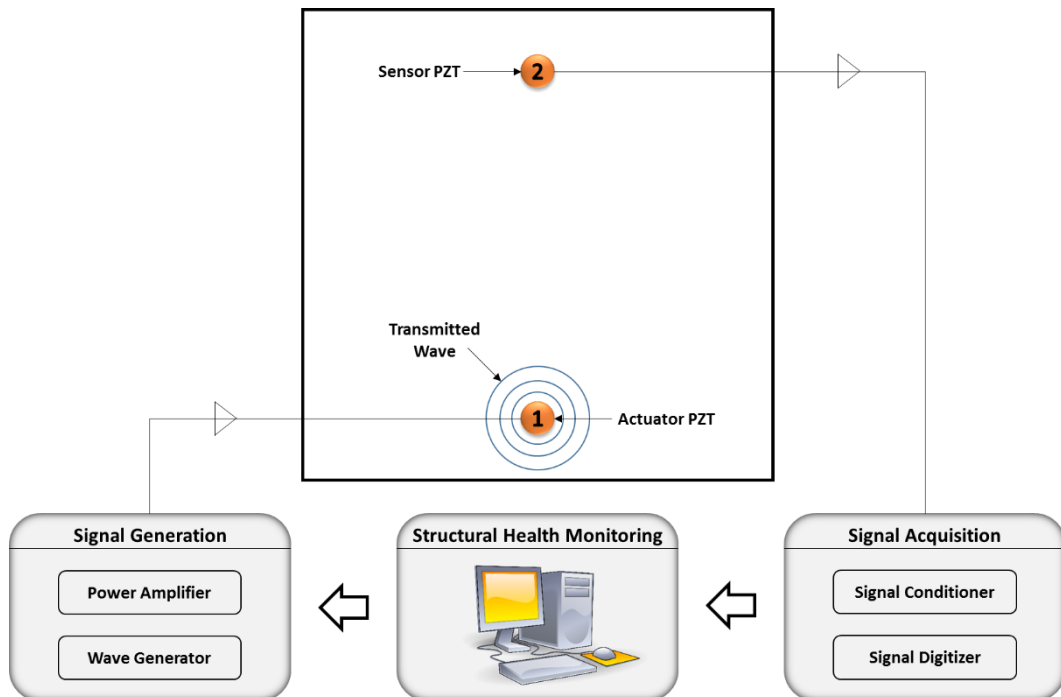 Sensor PZT
2
Transmitted
Wave
1
Actuator PZT
Signal Generation
Power Amplifier
Wave Generator
Structural Health Monitoring
Signal Acquisition
Signal Conditioner
Signal Digitizer